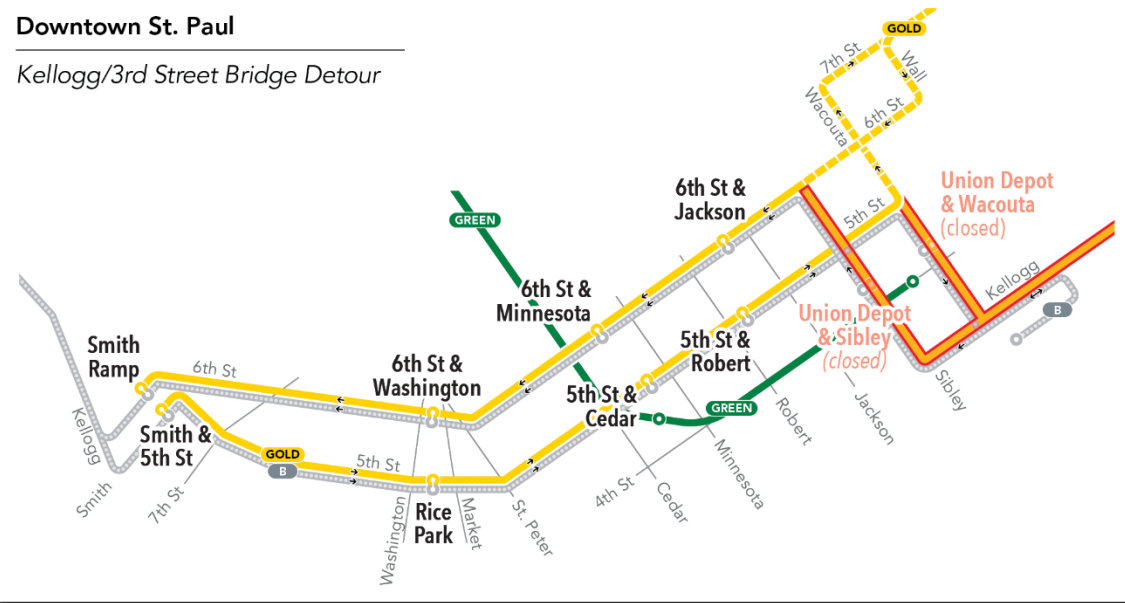 Downtown St. Paul
Kellogg/3rd Street Bridge Detour
GOLD
7th St
Wall
Wacouta
6th St
Union Depot
& Wacouta
(closed)
6th St &
Jackson
5th St
GREEN
Kellogg
6th St &
Minnesota
Union Depot
& Sibley
(closed)
B
5th St &
Robert
Smith
Ramp
6th St
6th St &
Washington
5th St &
Cedar
GREEN
Sibley
Jackson
Robert
Kellogg
Smith &
5th St
GOLD
B
5th St
Minnesota
Smith
7th St
4th St
Cedar
Washington
Rice
Park
Market
St. Peter